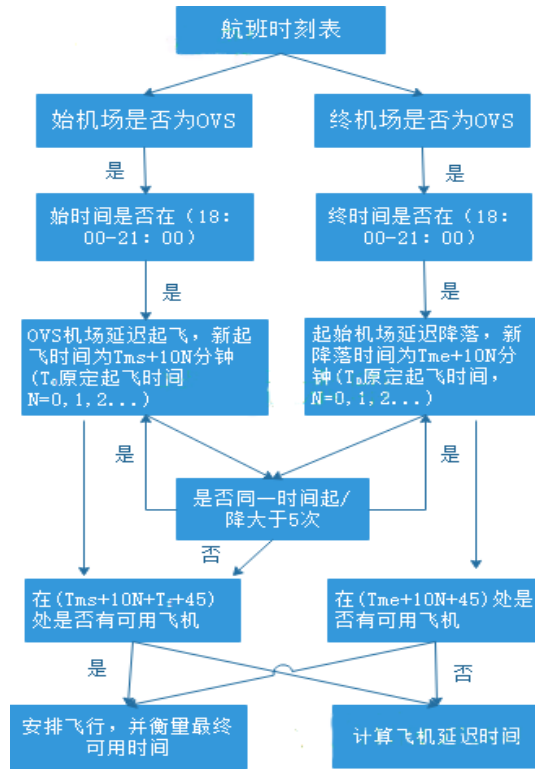 航班时刻表
始机场是否为OVS
终机场是否为OVS
是
是
始时间是否在（18：
00-21：00）
终时间是否在（18：
00-21：00）
是
是
OVS机场延迟起飞，新起
飞时间为Tms+10N分钟
(T₀原定起飞时间
N=0,1,2...)
起始机场延迟降落，新
降落时间为Tme+10N分
钟(T₀原定起飞时间，
N=0,1,2...)
是
是
是否同一时间起/
降大于5次
否
在(Tms+10N+Tf+45)
处是否有可用飞机
在(Tme+10N+45)处是
否有可用飞机
是
否
安排飞行，并衡量最终
可用时间
计算飞机延迟时间